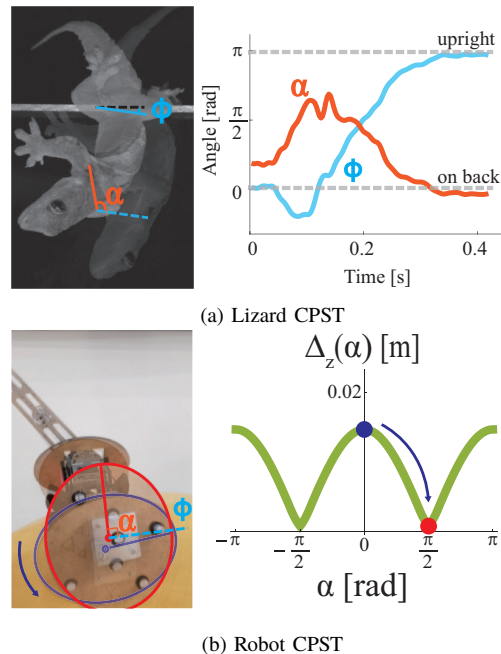 upright
π
α
Angle [rad]
π
2
Φ
α
Φ
on back
0
0
0.2
0.4
Time [s]
(a) Lizard CPST
Δz(α) [m]
0.02
α
Φ
−π
−π/2
0
π/2
π
α [rad]
(b) Robot CPST